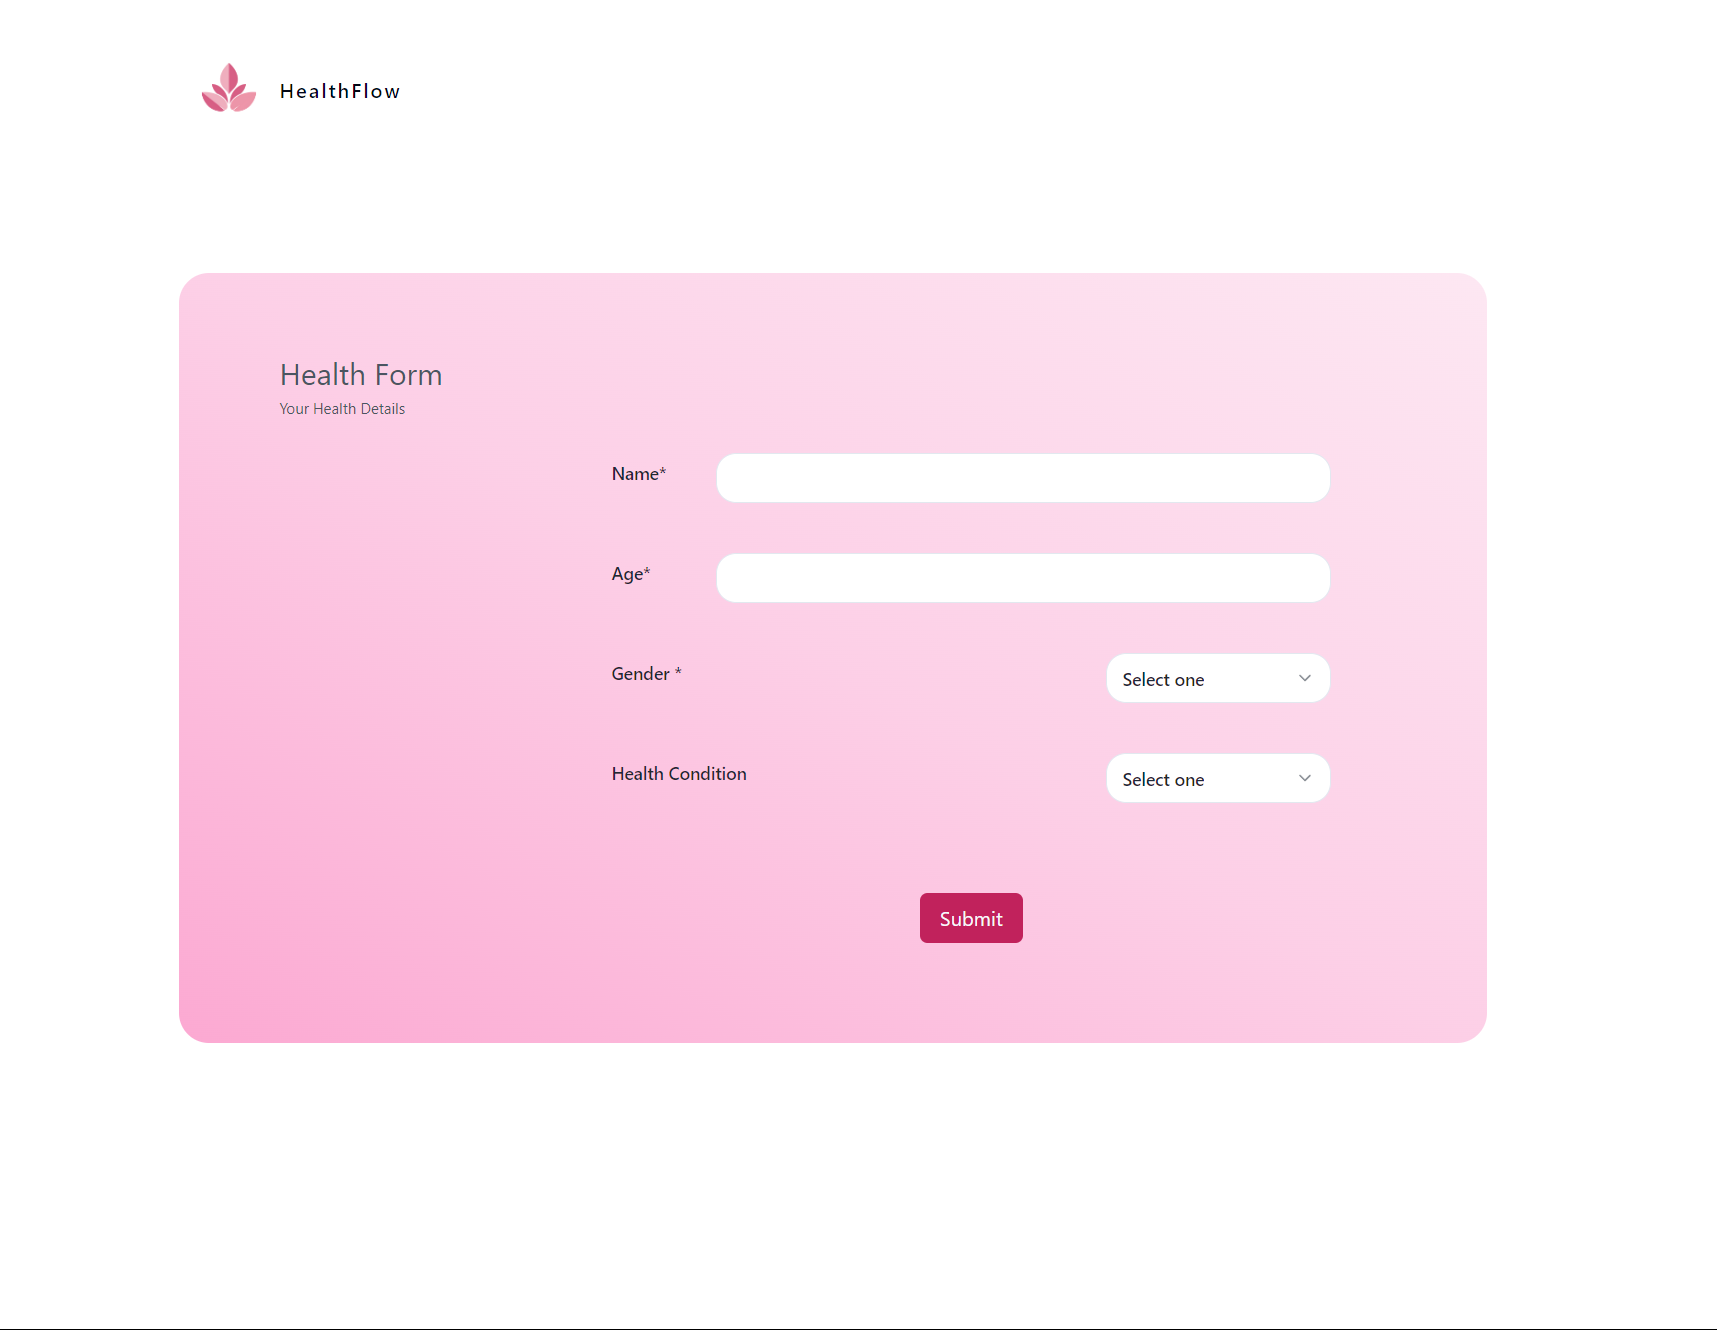 HealthFlow
Health Form
Your Health Details
Name*
Age*
Gender *
Select one
Health Condition
Select one
Submit